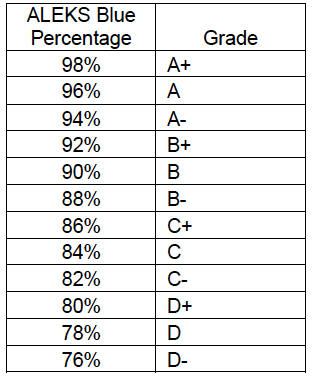 ALEKS Blue
Percentage Grade
98% A+
96% A
94% A-
92% B+
90% B
88% B-
86% C+
84% C
82% C-
80% D+
78% D
76% D-